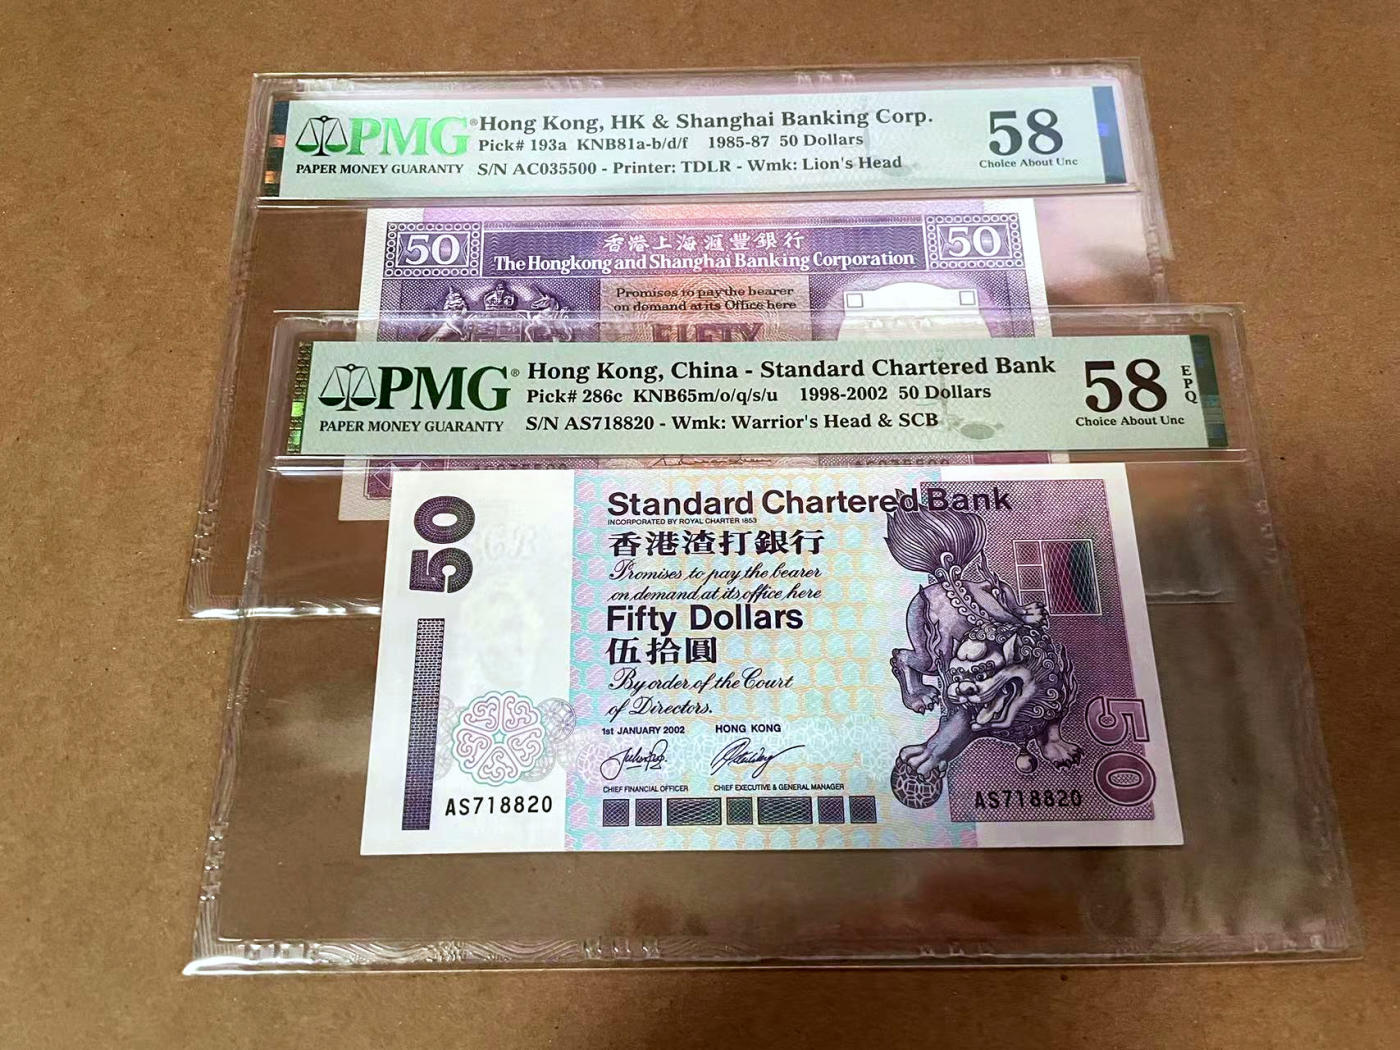 PMG® Hong Kong, HK & Shanghai Banking Corp. 58
Pick# 193a KNB81a-b/d/f 1985-87 50 Dollars
PAPER MONEY GUARANTY S/N AC035500 - Printer: TDLR - Wmk: Lion's Head Choice About Unc
50 香港上海滙豐銀行 50
The Hongkong and Shanghai Banking Corporation
Promises to pay the bearer
on demand at its Office here
FIFTY
PMG® Hong Kong, China - Standard Chartered Bank 58 EPQ
Pick# 286c KNB65m/o/q/s/u 1998-2002 50 Dollars
PAPER MONEY GUARANTY S/N AS718820 - Wmk: Warrior's Head & SCB Choice About Unc
50
Standard Chartered Bank
INCORPORATED BY ROYAL CHARTER 1853
香港渣打銀行
Promises to pay the bearer
on demand at its office here
Fifty Dollars
伍拾圓
By order of the Court
of Directors.
1st JANUARY 2002 HONG KONG
CHIEF FINANCIAL OFFICER CHIEF EXECUTIVE & GENERAL MANAGER
AS718820 AS718820
50